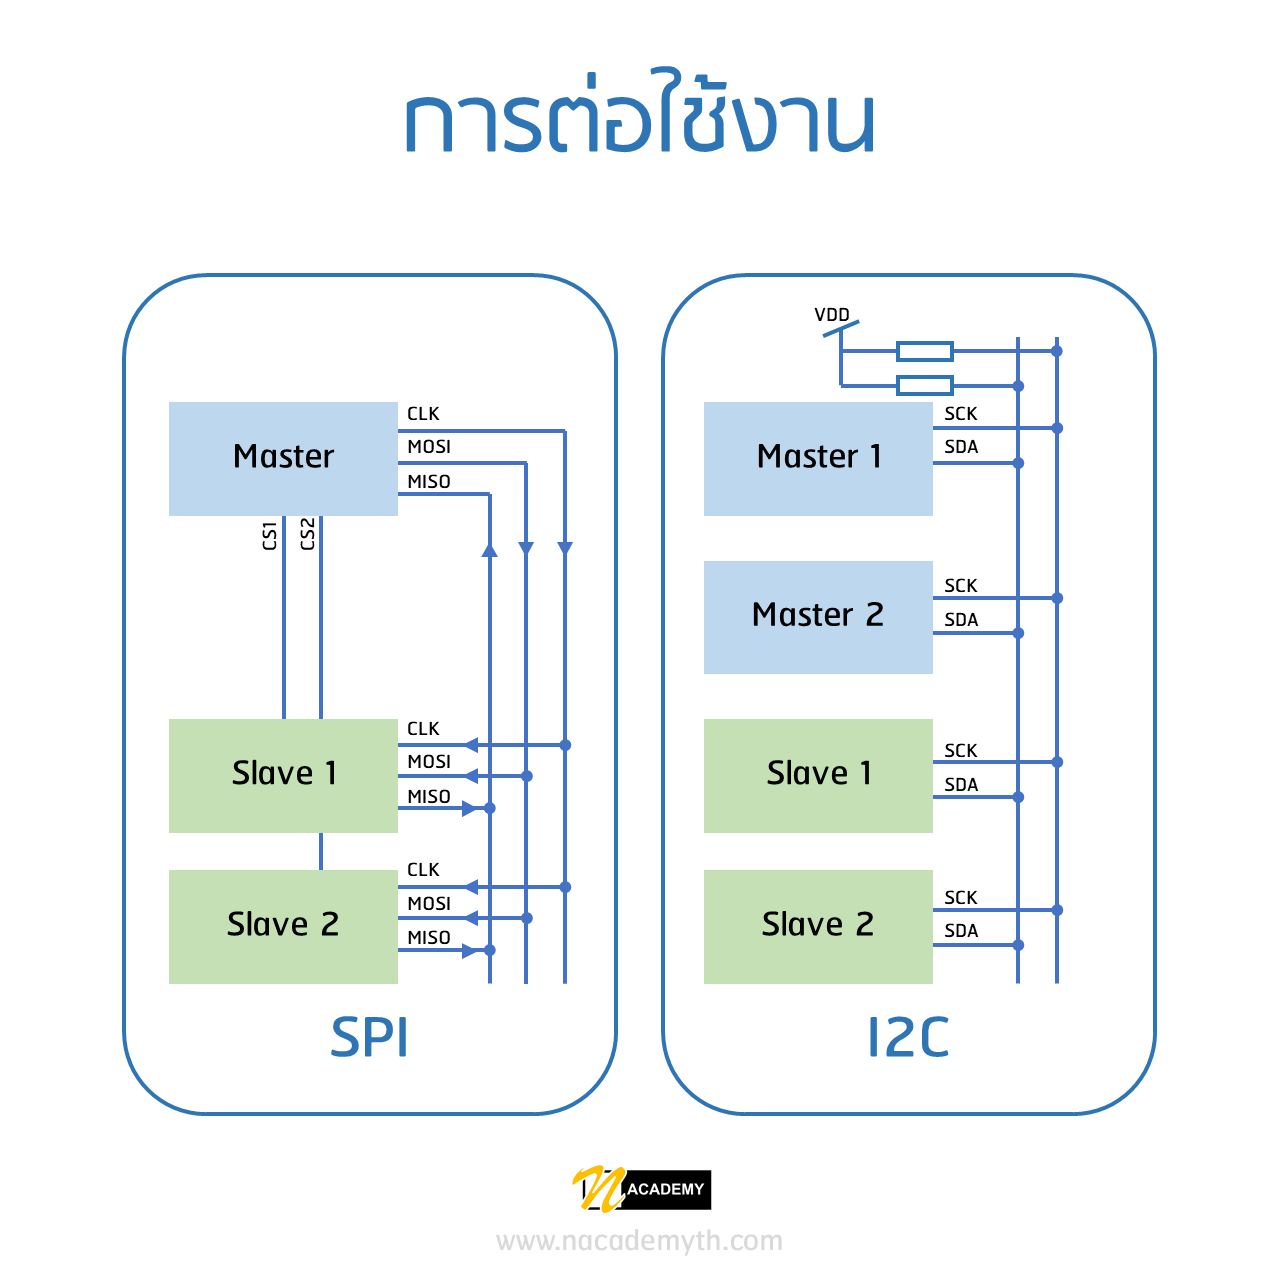 การต่อใช้งาน
CLK
Master
MOSI
MISO
CS1
CS2
CLK
Slave 1
MOSI
MISO
CLK
Slave 2
MOSI
MISO
SPI
VDD
SCK
Master 1
SDA
SCK
Master 2
SDA
SCK
Slave 1
SDA
SCK
Slave 2
SDA
I2C
N ACADEMY
www.nacademyth.com